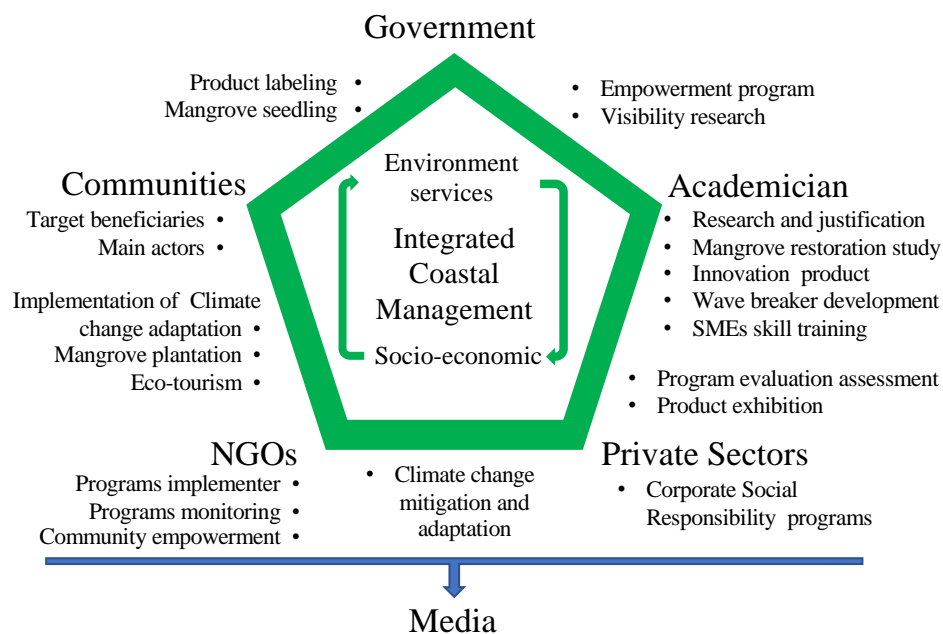 Government
Product labeling •
Mangrove seedling •
• Empowerment program
• Visibility research
Communities
Target beneficiaries •
Main actors •
Environment
services
Integrated
Coastal
Management
Socio-economic
Academician
• Research and justification
• Mangrove restoration study
• Innovation product
• Wave breaker development
• SMEs skill training
Implementation of Climate
change adaptation •
Mangrove plantation •
Eco-tourism •
• Program evaluation assessment
• Product exhibition
NGOs
Programs implementer •
Programs monitoring •
Community empowerment •
• Climate change
mitigation and
adaptation
Private Sectors
• Corporate Social
Responsibility programs
Media